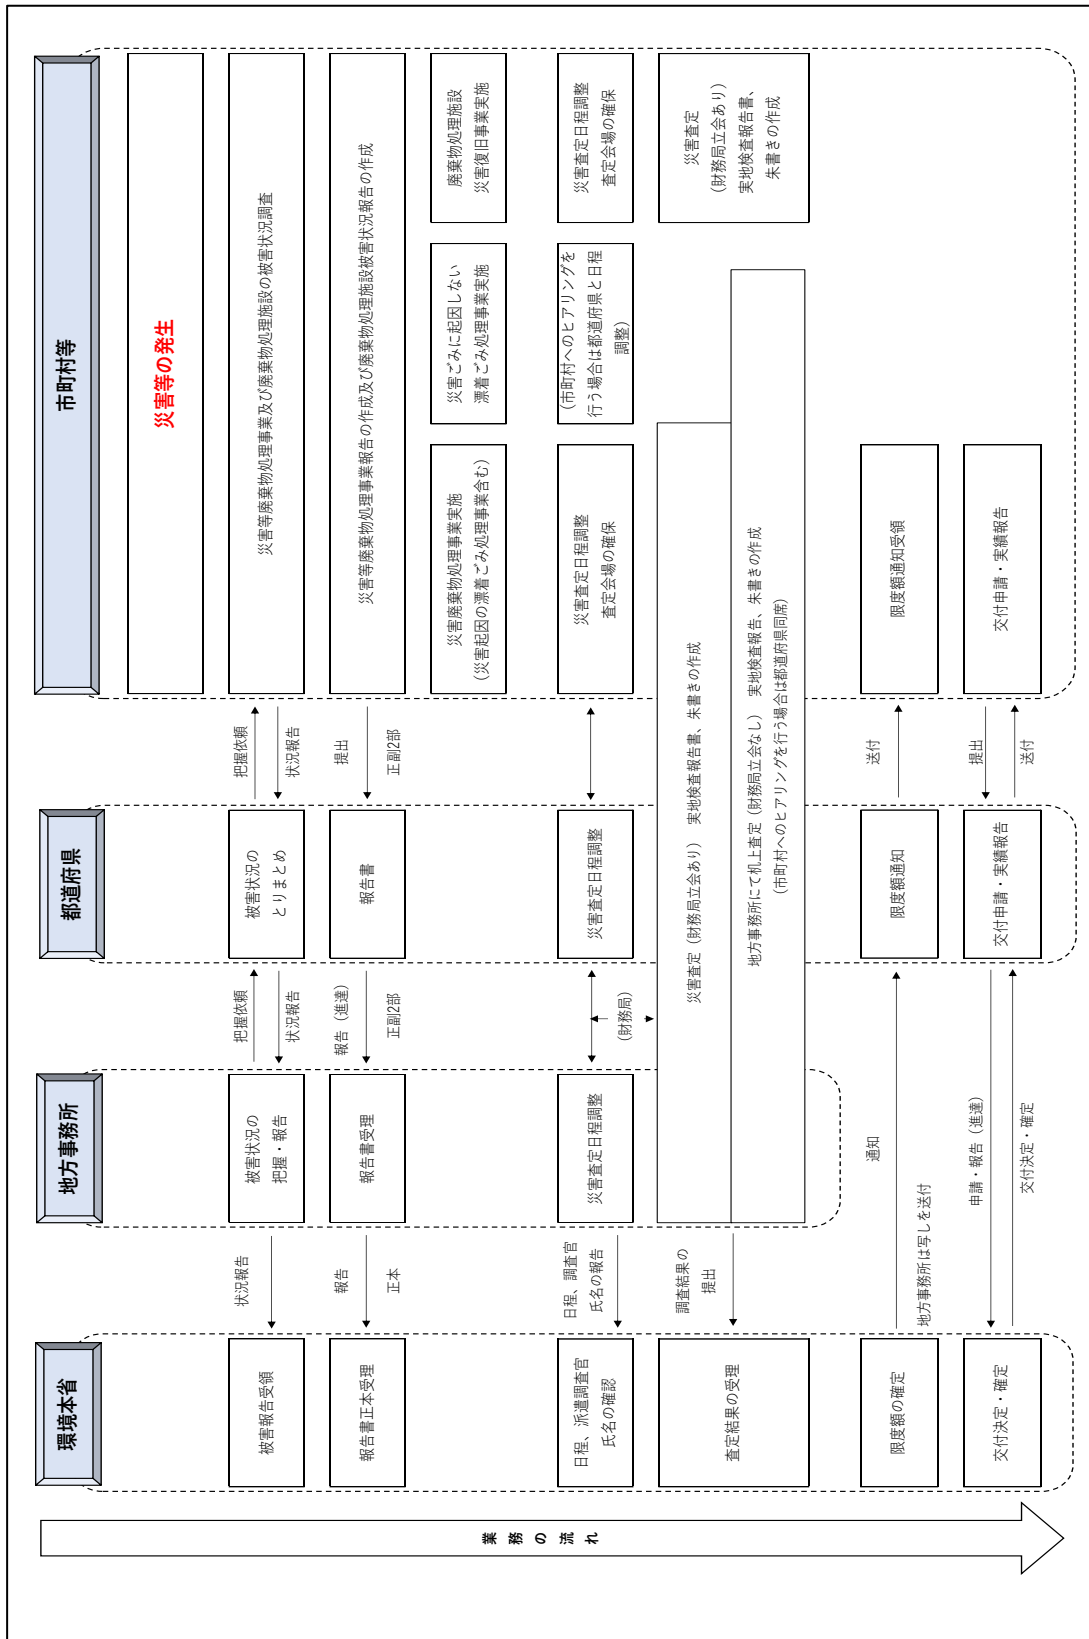 業務の流れ
環境本省
地方事務所
都道府県
市町村等
災害等の発生
被害報告受領
状況報告
被害状況の
把握・報告
把握依頼
状況報告
被害状況の
とりまとめ
把握依頼
状況報告
災害等廃棄物処理事業及び廃棄物処理施設の被害状況調査
報告書正本受理
報告
正本
報告書受理
報告（進達）
正副2部
報告書
提出
正副2部
災害等廃棄物処理事業報告の作成及び廃棄物処理施設被害状況報告の作成
災害廃棄物処理事業実施
(災害起因の漂着ごみ処理事業含む)
災害ごみに起因しない
漂着ごみ処理事業実施
廃棄物処理施設
災害復旧事業実施
日程、派遣調査官
氏名の確認
日程、調査官
氏名の報告
災害査定日程調整
(財務局)
災害査定日程調整
災害査定日程調整
査定会場の確保
(市町村へのヒアリングを
行う場合は都道府県と日程
調整)
災害査定日程調整
査定会場の確保
査定結果の受理
調査結果の
提出
災害査定（財務局立会あり）　実地検査報告書、朱書きの作成
地方事務所にて机上査定（財務局立会なし）　実地検査報告、朱書きの作成
(市町村へのヒアリングを行う場合は都道府県同席)
災害査定
(財務局立会あり)
実地検査報告書、
朱書きの作成
限度額の確定
通知
地方事務所は写しを送付
限度額通知
送付
限度額通知受領
交付決定・確定
申請・報告（進達）
交付決定・確定
交付申請・実績報告
提出
送付
交付申請・実績報告